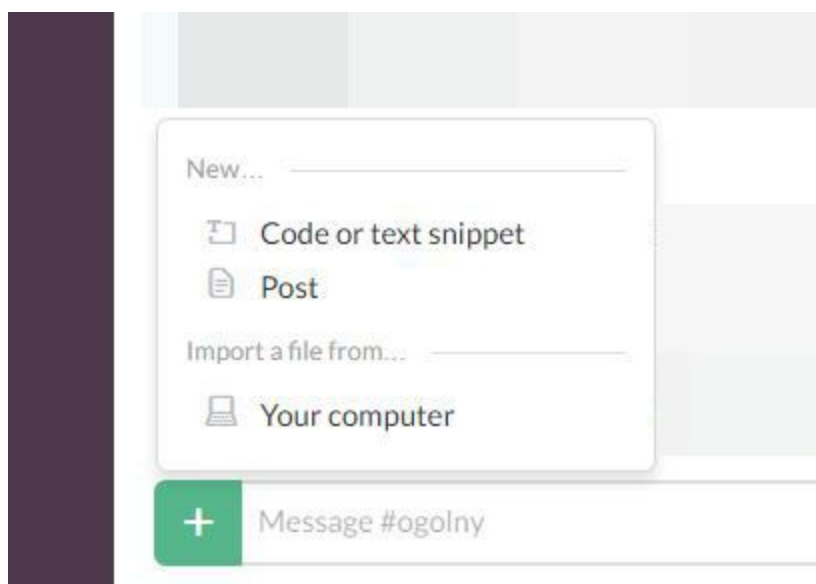 New...
Code or text snippet
Post
Import a file from...
Your computer
+ Message #ogolny